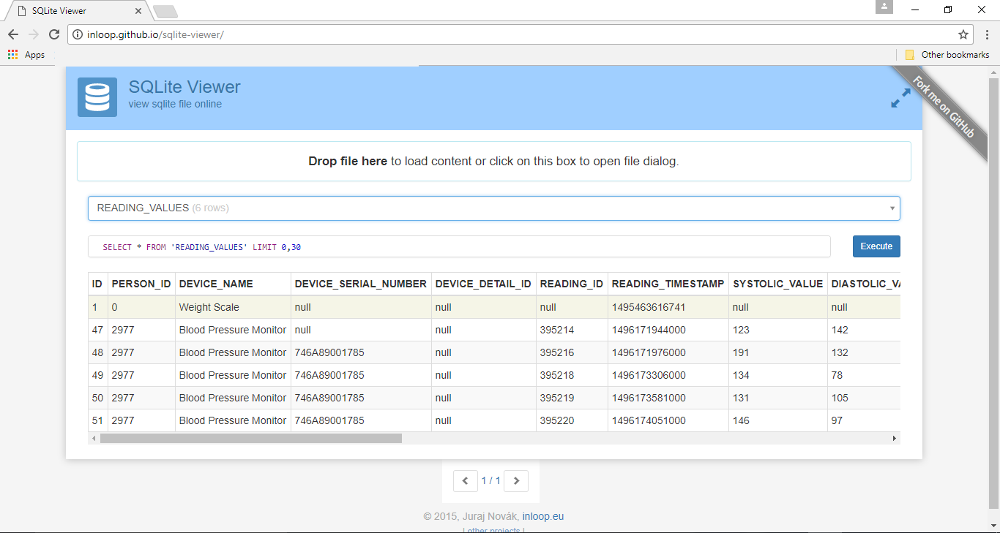 SQLite Viewer
inloop.github.io/sqlite-viewer/
Apps
Other bookmarks
SQLite Viewer
view sqlite file online
Fork me on GitHub
Drop file here to load content or click on this box to open file dialog.
READING_VALUES (6 rows)
SELECT * FROM 'READING_VALUES' LIMIT 0,30
Execute
ID PERSON_ID DEVICE_NAME DEVICE_SERIAL_NUMBER DEVICE_DETAIL_ID READING_ID READING_TIMESTAMP SYSTOLIC_VALUE DIASTOLIC_VA
1 0 Weight Scale null null null 1495463616741 null null
47 2977 Blood Pressure Monitor null null 395214 1496171944000 123 142
48 2977 Blood Pressure Monitor 746A89001785 null 395216 1496171976000 191 132
49 2977 Blood Pressure Monitor 746A89001785 null 395218 1496173306000 134 78
50 2977 Blood Pressure Monitor 746A89001785 null 395219 1496173581000 131 105
51 2977 Blood Pressure Monitor 746A89001785 null 395220 1496174051000 146 97
1 / 1
© 2015, Juraj Novák, inloop.eu
| other projects |